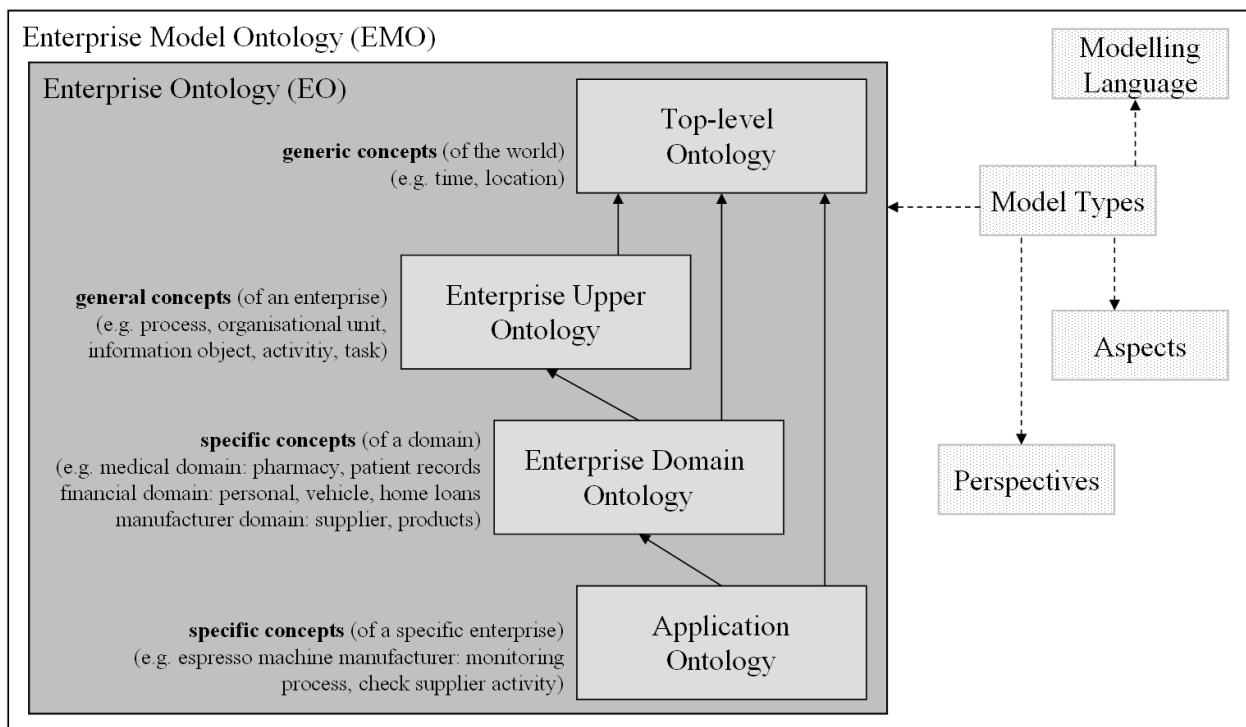 Enterprise Model Ontology (EMO)
Enterprise Ontology (EO)
Top-level
Ontology
generic concepts (of the world)
(e.g. time, location)
Enterprise Upper
Ontology
general concepts (of an enterprise)
(e.g. process, organisational unit,
information object, activitiy, task)
Enterprise Domain
Ontology
specific concepts (of a domain)
(e.g. medical domain: pharmacy, patient records
financial domain: personal, vehicle, home loans
manufacturer domain: supplier, products)
Application
Ontology
specific concepts (of a specific enterprise)
(e.g. espresso machine manufacturer: monitoring
process, check supplier activity)
Modelling
Language
Model Types
Aspects
Perspectives